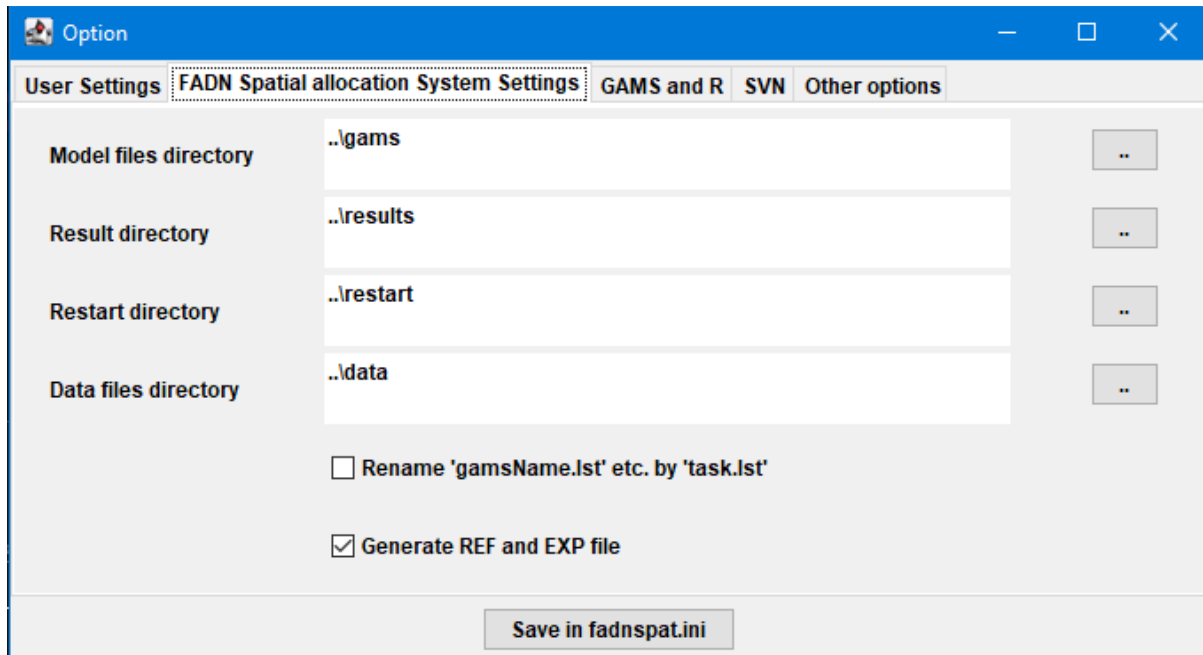 Option
User Settings FADN Spatial allocation System Settings GAMS and R SVN Other options
Model files directory ..\gams ..
Result directory ..\results ..
Restart directory ..\restart ..
Data files directory ..\data ..
Rename 'gamsName.lst' etc. by 'task.lst'
Generate REF and EXP file
Save in fadnspat.ini